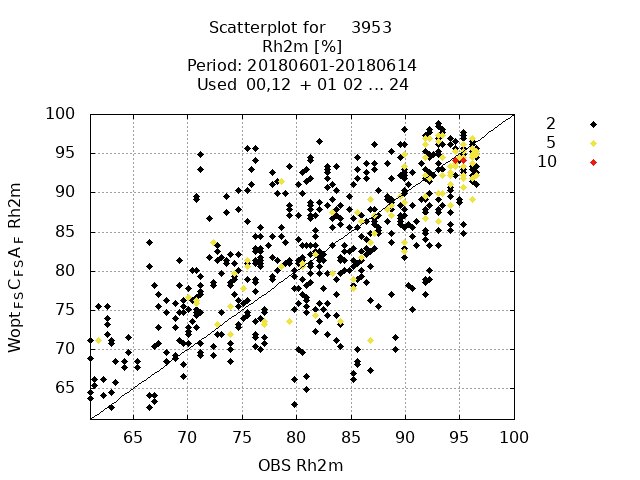 Scatterplot for 3953
Rh2m [%]
Period: 20180601-20180614
Used 00,12 + 01 02 ... 24
100
95
90
85
80
75
70
65
65 70 75 80 85 90 95 100
OBS Rh2m
Wopt FS C FS A F Rh2m
2
5
10